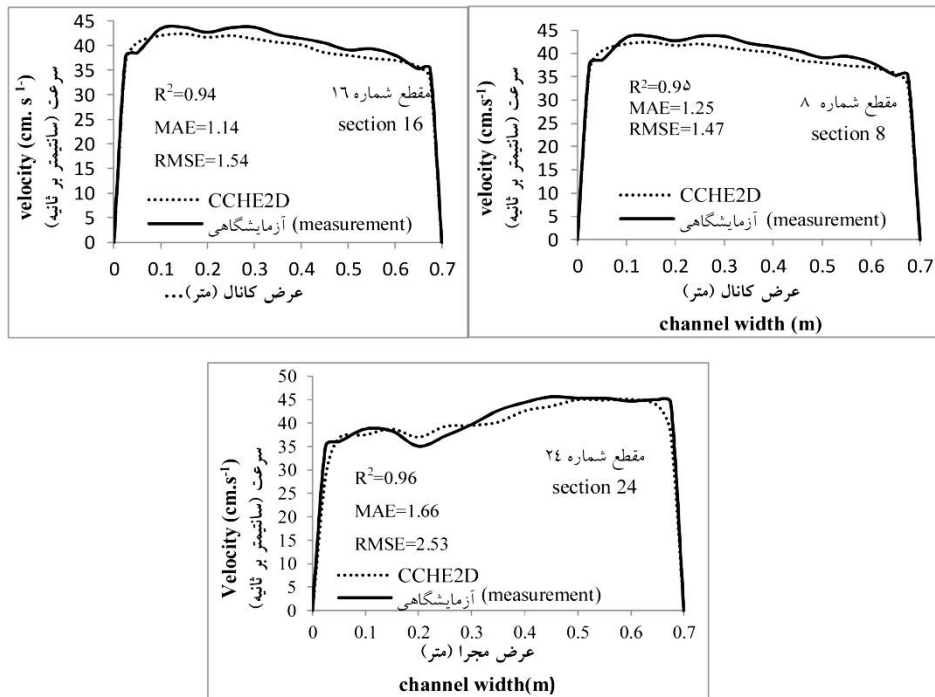 45
40
35
30
25
20
15
10
5
0
velocity (cm. s⁻¹)
سرعت (سانتیمتر بر ثانیه)
R²=0.94
MAE=1.14
RMSE=1.54
مقطع شماره ١٦
section 16
CCHE2D
آزمایشگاهی (measurement)
0 0.1 0.2 0.3 0.4 0.5 0.6 0.7
عرض کانال (متر)...
45
40
35
30
25
20
15
10
5
0
velocity (cm.s⁻¹)
سرعت (سانتیمتر بر ثانیه)
R²=0.9۵
MAE=1.25
RMSE=1.47
مقطع شماره ٨
section 8
CCHE2D
آزمایشگاهی (measurement)
0 0.1 0.2 0.3 0.4 0.5 0.6 0.7
عرض کانال (متر)
channel width (m)
50
45
40
35
30
25
20
15
10
5
0
Velocity (cm.s⁻¹)
سرعت (سانتیمتر بر ثانیه)
مقطع شماره ٢٤
section 24
R²=0.96
MAE=1.66
RMSE=2.53
CCHE2D
آزمایشگاهی (measurement)
0 0.1 0.2 0.3 0.4 0.5 0.6 0.7
عرض مجرا (متر)
channel width(m)